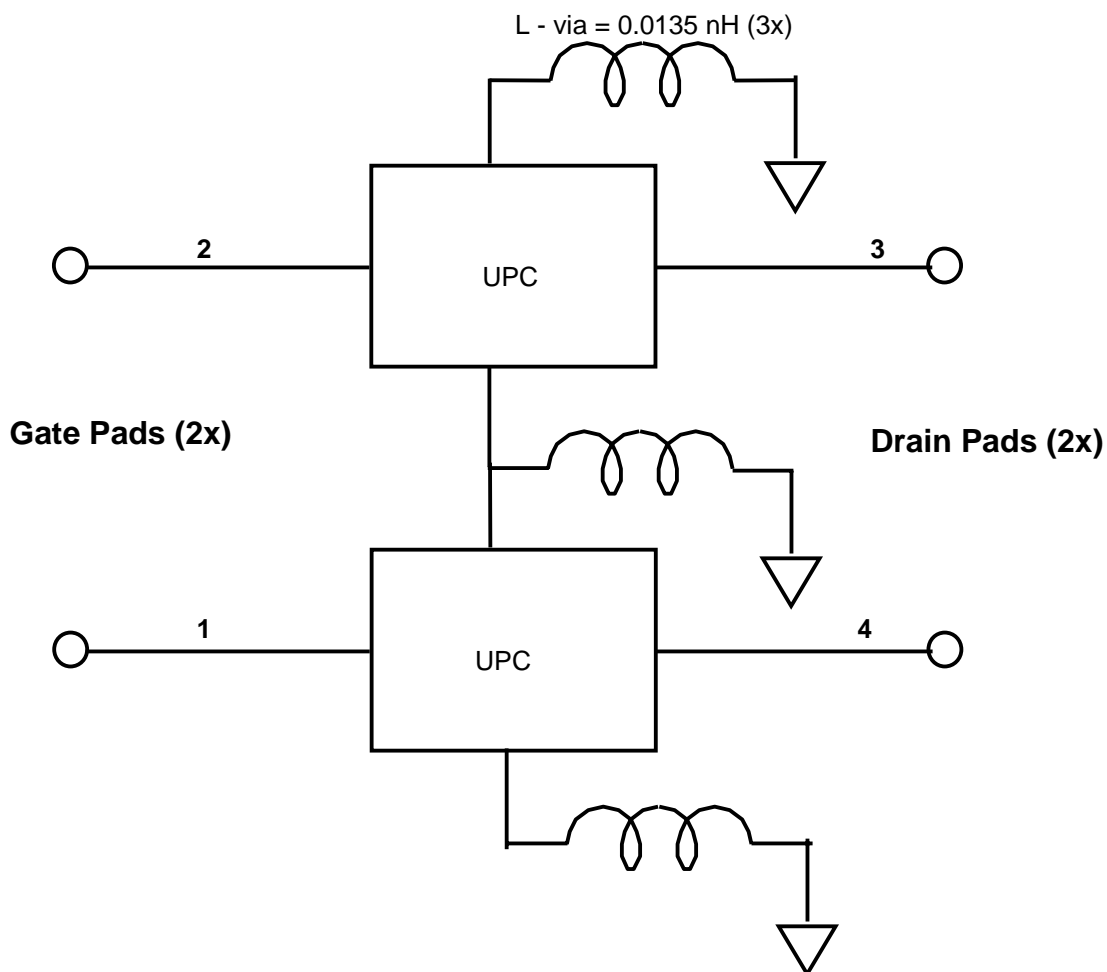 L - via = 0.0135 nH (3x)
2
3
UPC
Gate Pads (2x)
Drain Pads (2x)
1
4
UPC